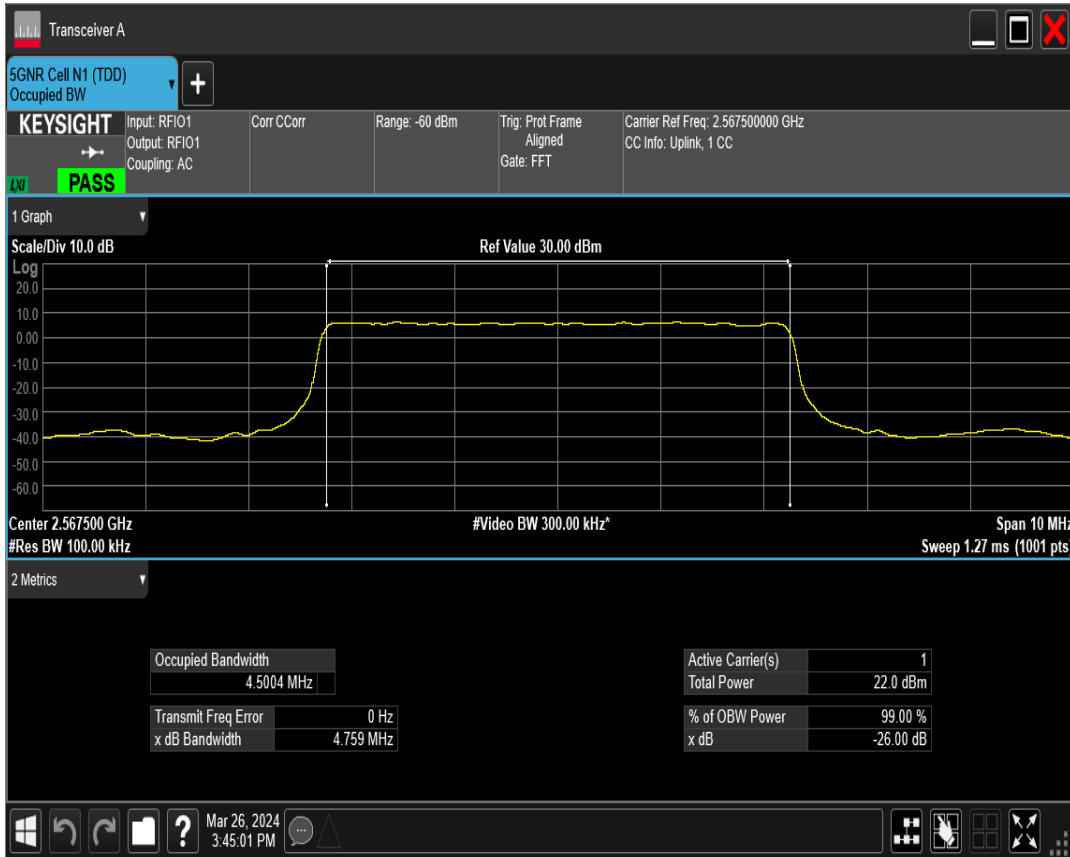 Transceiver A
5GNR Cell N1 (TDD)
Occupied BW
+
KEYSIGHT
LXI
PASS
Input: RFIO1
Output: RFIO1
Coupling: AC
Corr CCorr
Range: -60 dBm
Trig: Prot Frame
Aligned
Gate: FFT
Carrier Ref Freq: 2.567500000 GHz
CC Info: Uplink, 1 CC
1 Graph
Scale/Div 10.0 dB
Ref Value 30.00 dBm
Log
20.0
10.0
0.00
-10.0
-20.0
-30.0
-40.0
-50.0
-60.0
Center 2.567500 GHz
#Video BW 300.00 kHz*
Span 10 MHz
#Res BW 100.00 kHz
Sweep 1.27 ms (1001 pts)
2 Metrics
Occupied Bandwidth
4.5004 MHz
Transmit Freq Error 0 Hz
x dB Bandwidth 4.759 MHz
Active Carrier(s) 1
Total Power 22.0 dBm
% of OBW Power 99.00 %
x dB -26.00 dB
?
Mar 26, 2024
3:45:01 PM